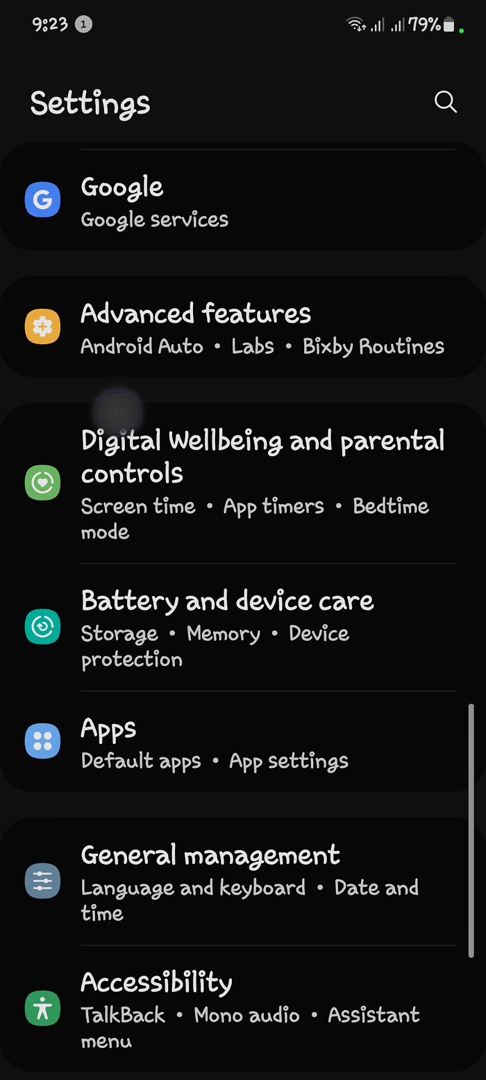 9:23 1 79%
Settings
Google
Google services
Advanced features
Android Auto • Labs • Bixby Routines
Digital Wellbeing and parental
controls
Screen time • App timers • Bedtime
mode
Battery and device care
Storage • Memory • Device
protection
Apps
Default apps • App settings
General management
Language and keyboard • Date and
time
Accessibility
TalkBack • Mono audio • Assistant
menu